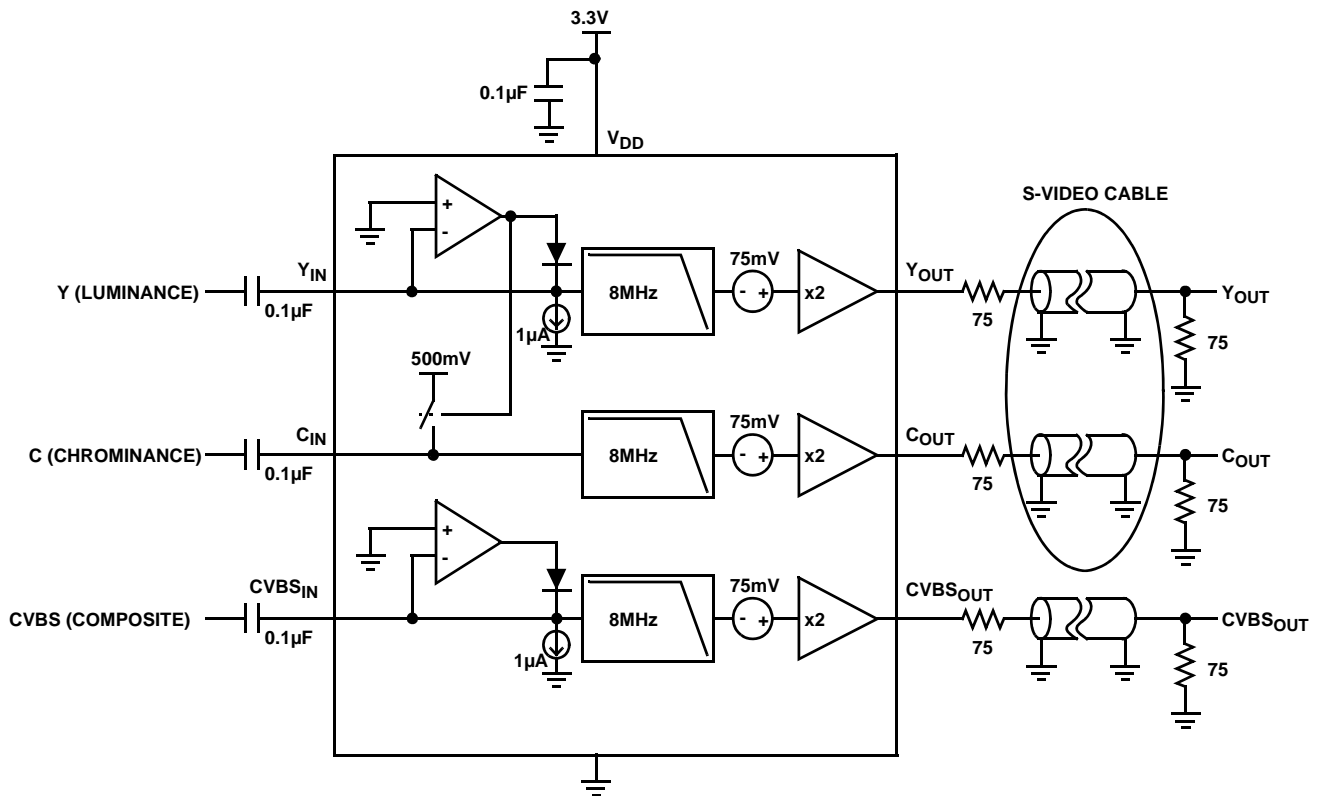 3.3V
0.1µF
VDD
S-VIDEO CABLE
+
-
YIN
75mV
YOUT
Y (LUMINANCE)
0.1µF
8MHz
- +
x2
75
YOUT
1µA
75
500mV
75mV
CIN
COUT
C (CHROMINANCE)
0.1µF
8MHz
- +
x2
75
COUT
75
+
-
CVBSIN
75mV
CVBSOUT
CVBS (COMPOSITE)
0.1µF
8MHz
- +
x2
75
CVBSOUT
1µA
75